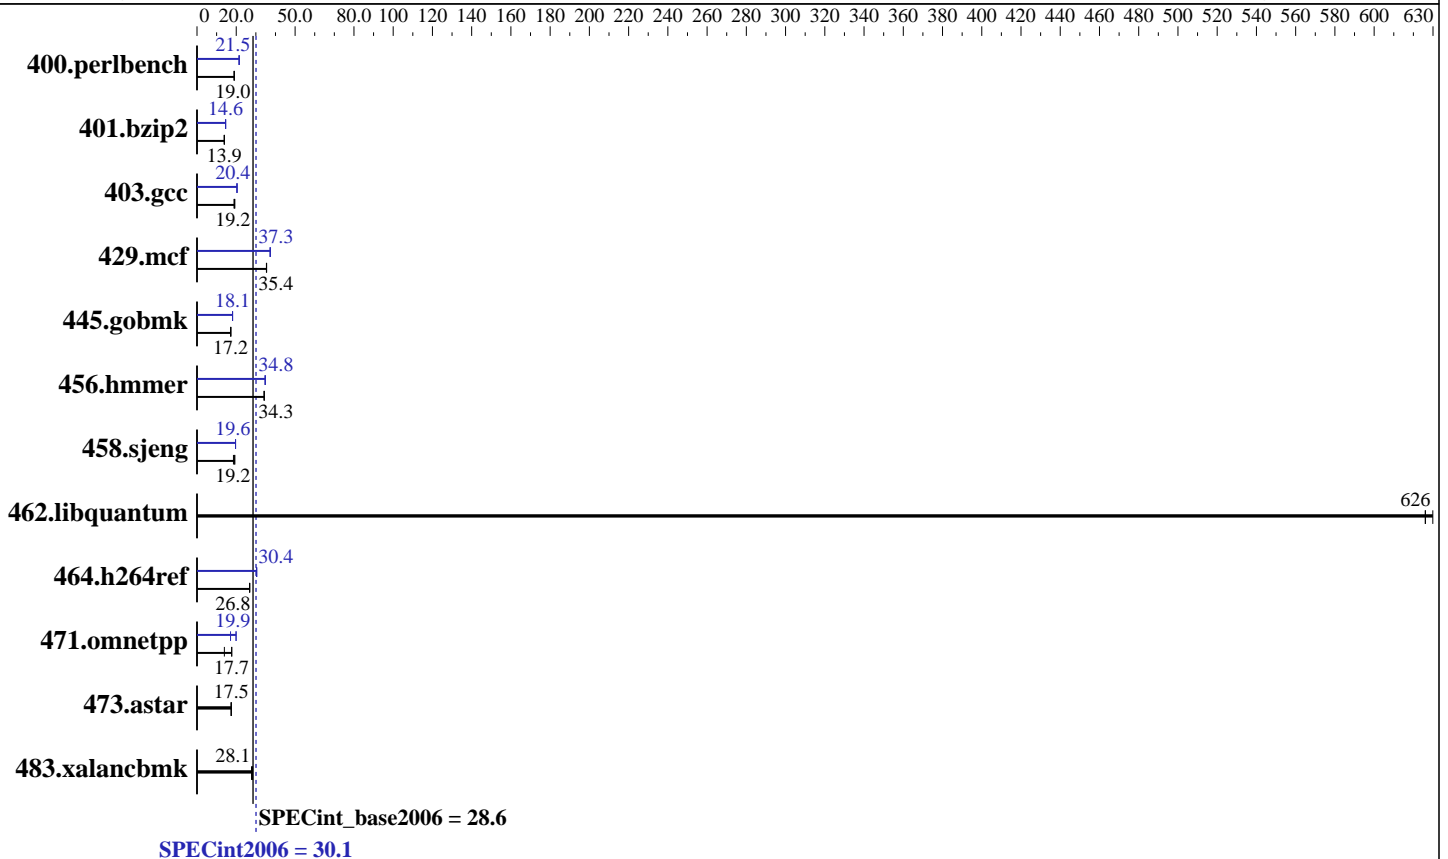 0 20.0 50.0 80.0 100 120 140 160 180 200 220 240 260 280 300 320 340 360 380 400 420 440 460 480 500 520 540 560 580 600 630
21.5
400.perlbench
19.0
14.6
401.bzip2
13.9
20.4
403.gcc
19.2
37.3
429.mcf
35.4
18.1
445.gobmk
17.2
34.8
456.hmmer
34.3
19.6
458.sjeng
19.2
626
462.libquantum
30.4
464.h264ref
26.8
19.9
471.omnetpp
17.7
17.5
473.astar
28.1
483.xalancbmk
SPECint_base2006 = 28.6
SPECint2006 = 30.1